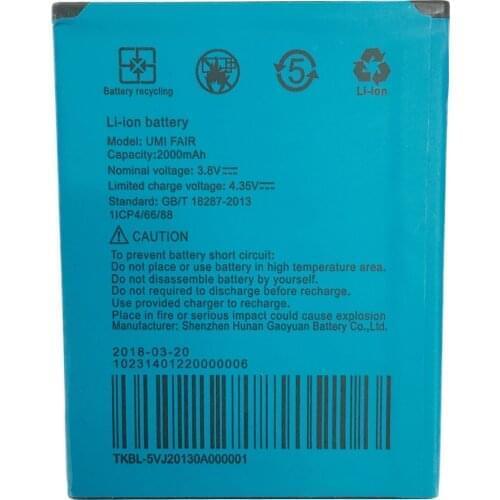 5
Battery recycling
Li-ion
Li-ion battery
Model: UMI FAIR
Capacity:2000mAh
Nominal voltage: 3.8V⎓
Limited charge voltage: 4.35V⎓
Standard: GB/T 18287-2013
1ICP4/66/88
CAUTION
To prevent battery short circuit:
Do not place or use battery in high temperature area.
Do not disassemble battery by yourself.
Do not required to discharge before recharge.
Use provided charger to recharge.
Place in fire or serious impact could cause explosion
Manufacturer: Shenzhen Hunan Gaoyuan Battery Co.,Ltd.
2018-03-20
10231401220000006
TKBL-5VJ20130A000001